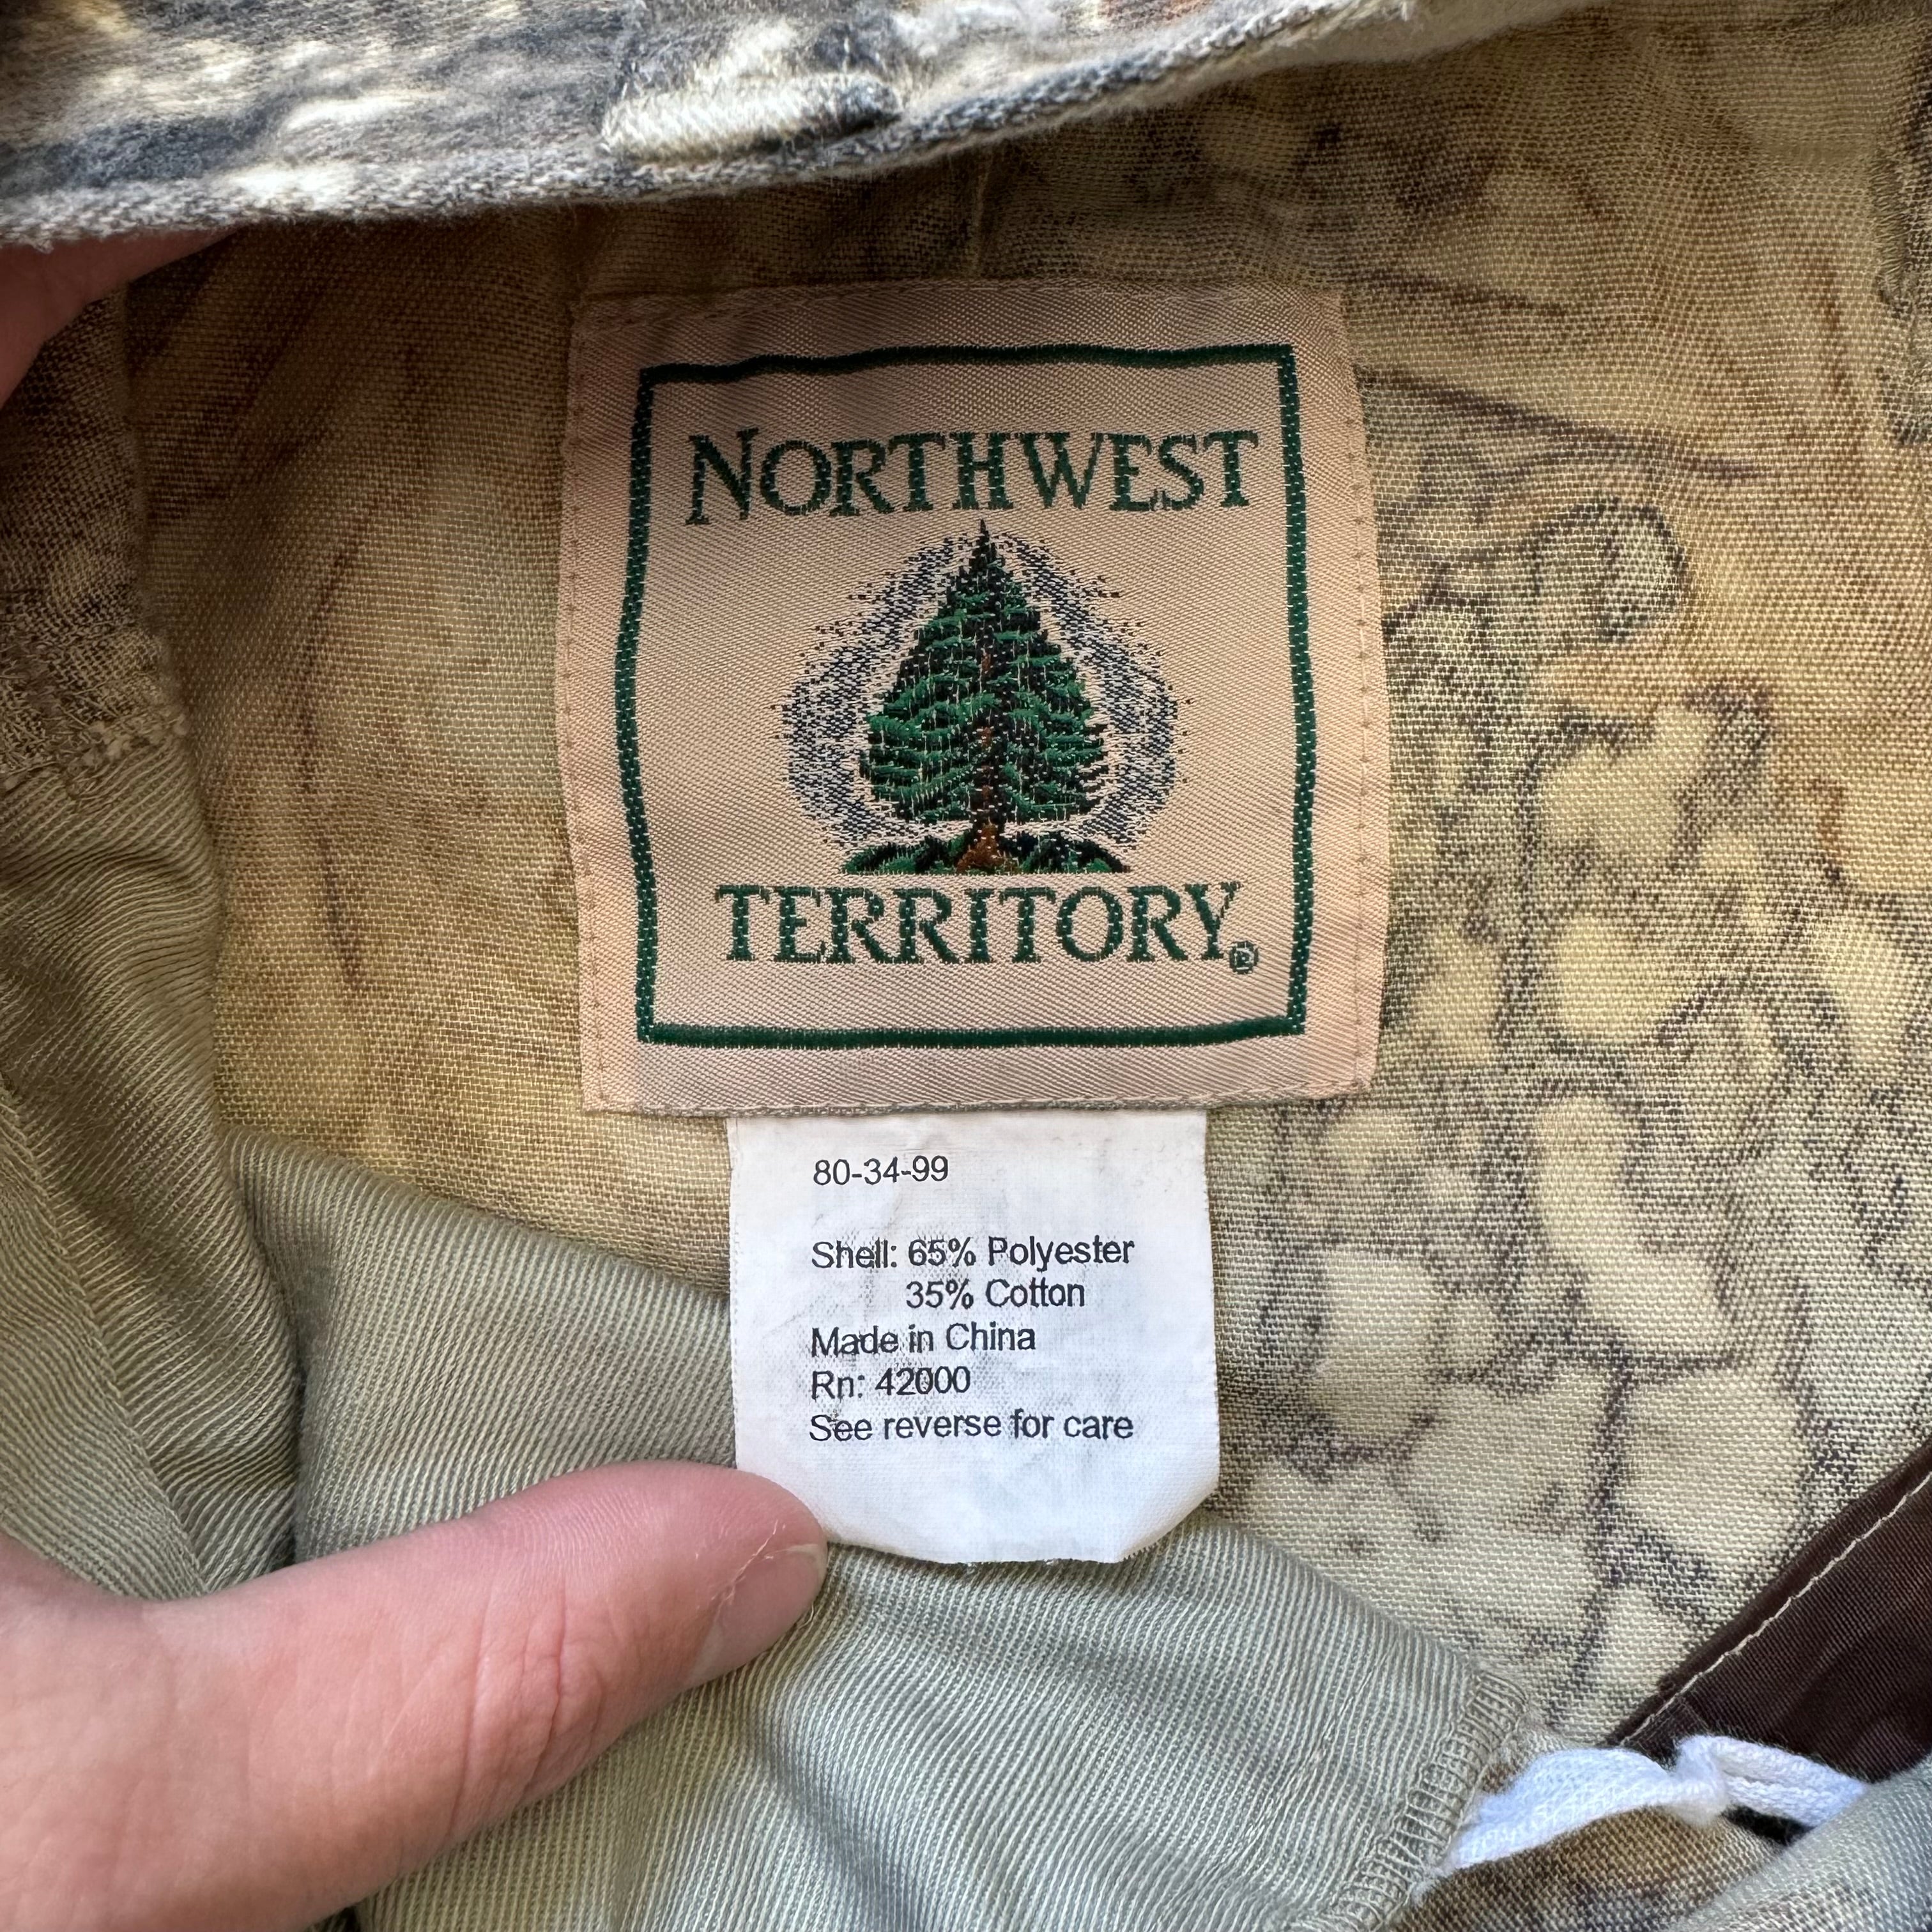 NORTHWEST
TERRITORY®
80-34-99
Shell: 65% Polyester
35% Cotton
Made in China
Rn: 42000
See reverse for care